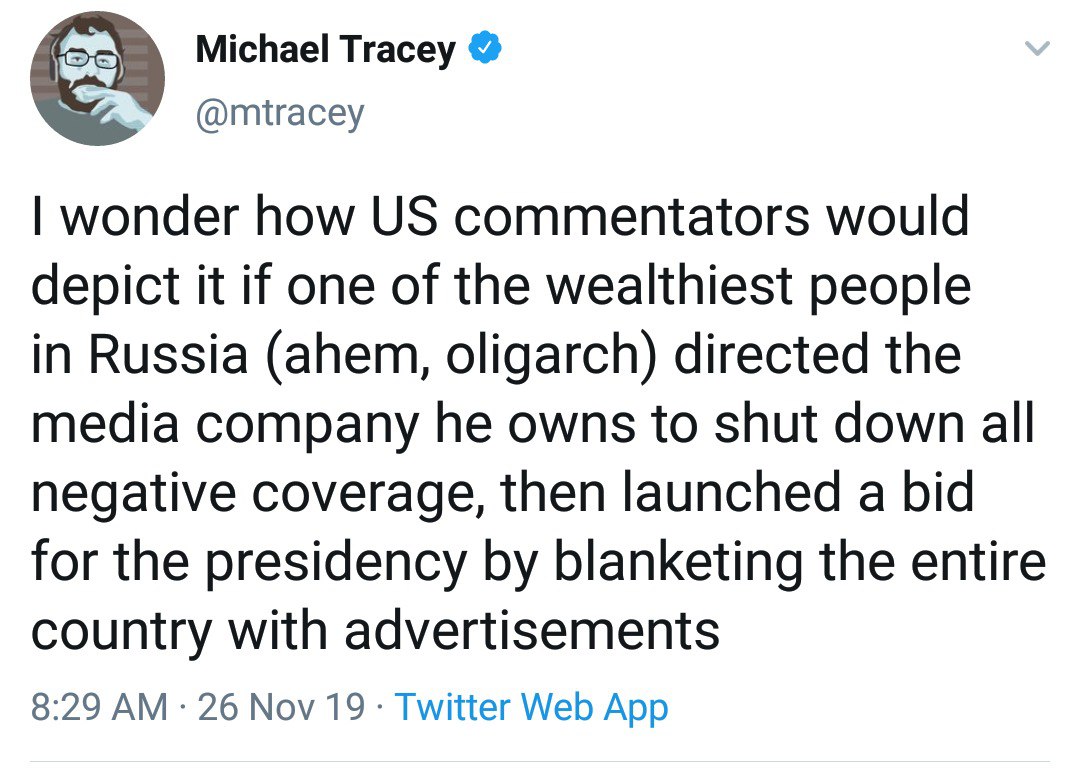 Michael Tracey
@mtracey
I wonder how US commentators would
depict it if one of the wealthiest people
in Russia (ahem, oligarch) directed the
media company he owns to shut down all
negative coverage, then launched a bid
for the presidency by blanketing the entire
country with advertisements
8:29 AM · 26 Nov 19 · Twitter Web App